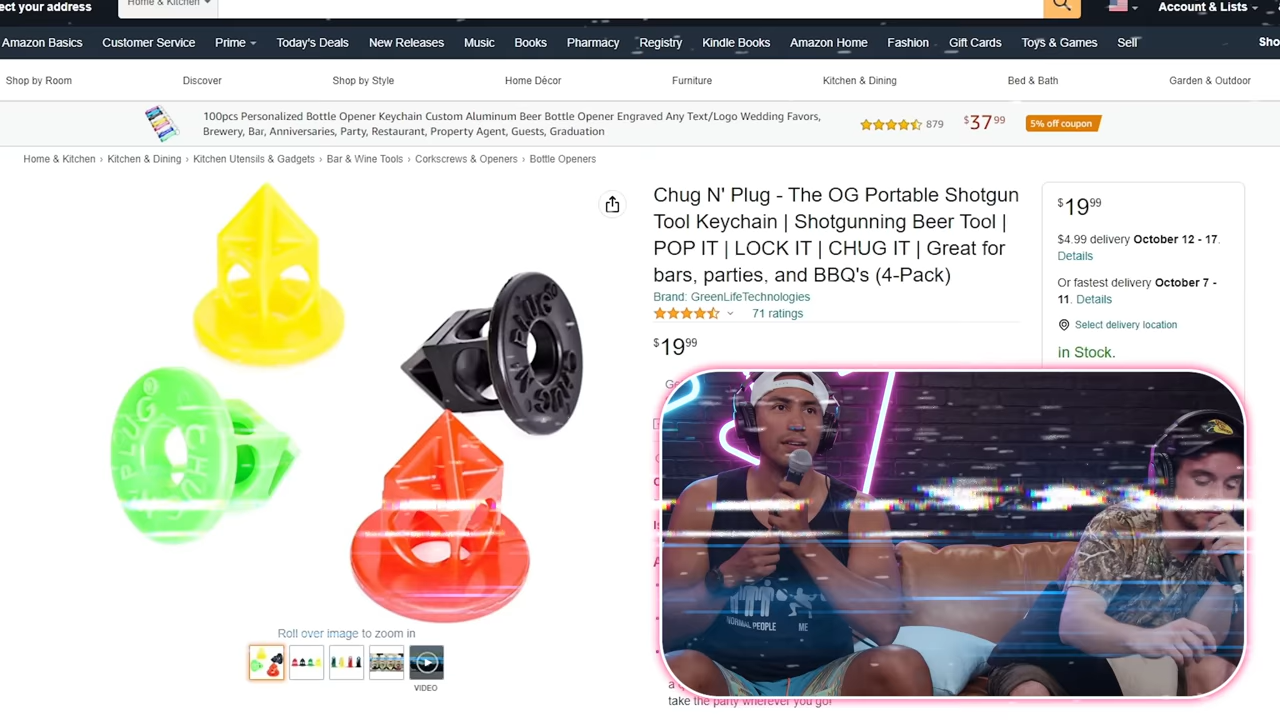 ect your address
Home & Kitchen
Account & Lists
Amazon Basics Customer Service Prime Today's Deals New Releases Music Books Pharmacy Registry Kindle Books Amazon Home Fashion Gift Cards Toys & Games Sell Sho
Shop by Room Discover Shop by Style Home Décor Furniture Kitchen & Dining Bed & Bath Garden & Outdoor
100pcs Personalized Bottle Opener Keychain Custom Aluminum Beer Bottle Opener Engraved Any Text/Logo Wedding Favors,
Brewery, Bar, Anniversaries, Party, Restaurant, Property Agent, Guests, Graduation
879 $37.99 5% off coupon
Home & Kitchen › Kitchen & Dining › Kitchen Utensils & Gadgets › Bar & Wine Tools › Corkscrews & Openers › Bottle Openers
Chug N' Plug - The OG Portable Shotgun
Tool Keychain | Shotgunning Beer Tool |
POP IT | LOCK IT | CHUG IT | Great for
bars, parties, and BBQ's (4-Pack)
Brand: GreenLifeTechnologies
71 ratings
$19.99
$19.99
$4.99 delivery October 12 - 17.
Details
Or fastest delivery October 7 -
11. Details
Select delivery location
in Stock.
PLUG
CHUG N'
PLUG
CHUG
NORMAL PEOPLE ME
Roll over image to zoom in
VIDEO
take the party wherever you go!